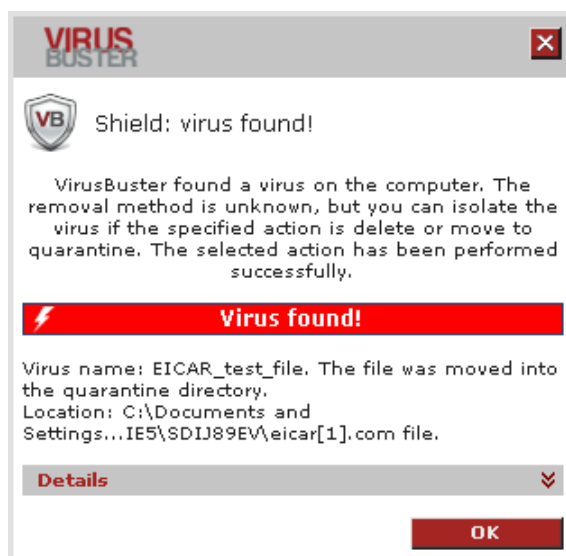 VIRUS
BUSTER
VB
Shield: virus found!
VirusBuster found a virus on the computer. The
removal method is unknown, but you can isolate the
virus if the specified action is delete or move to
quarantine. The selected action has been performed
successfully.
Virus found!
Virus name: EICAR_test_file. The file was moved into
the quarantine directory.
Location: C:\Documents and
Settings...IE5\SDIJ89EV\eicar[1].com file.
Details
OK